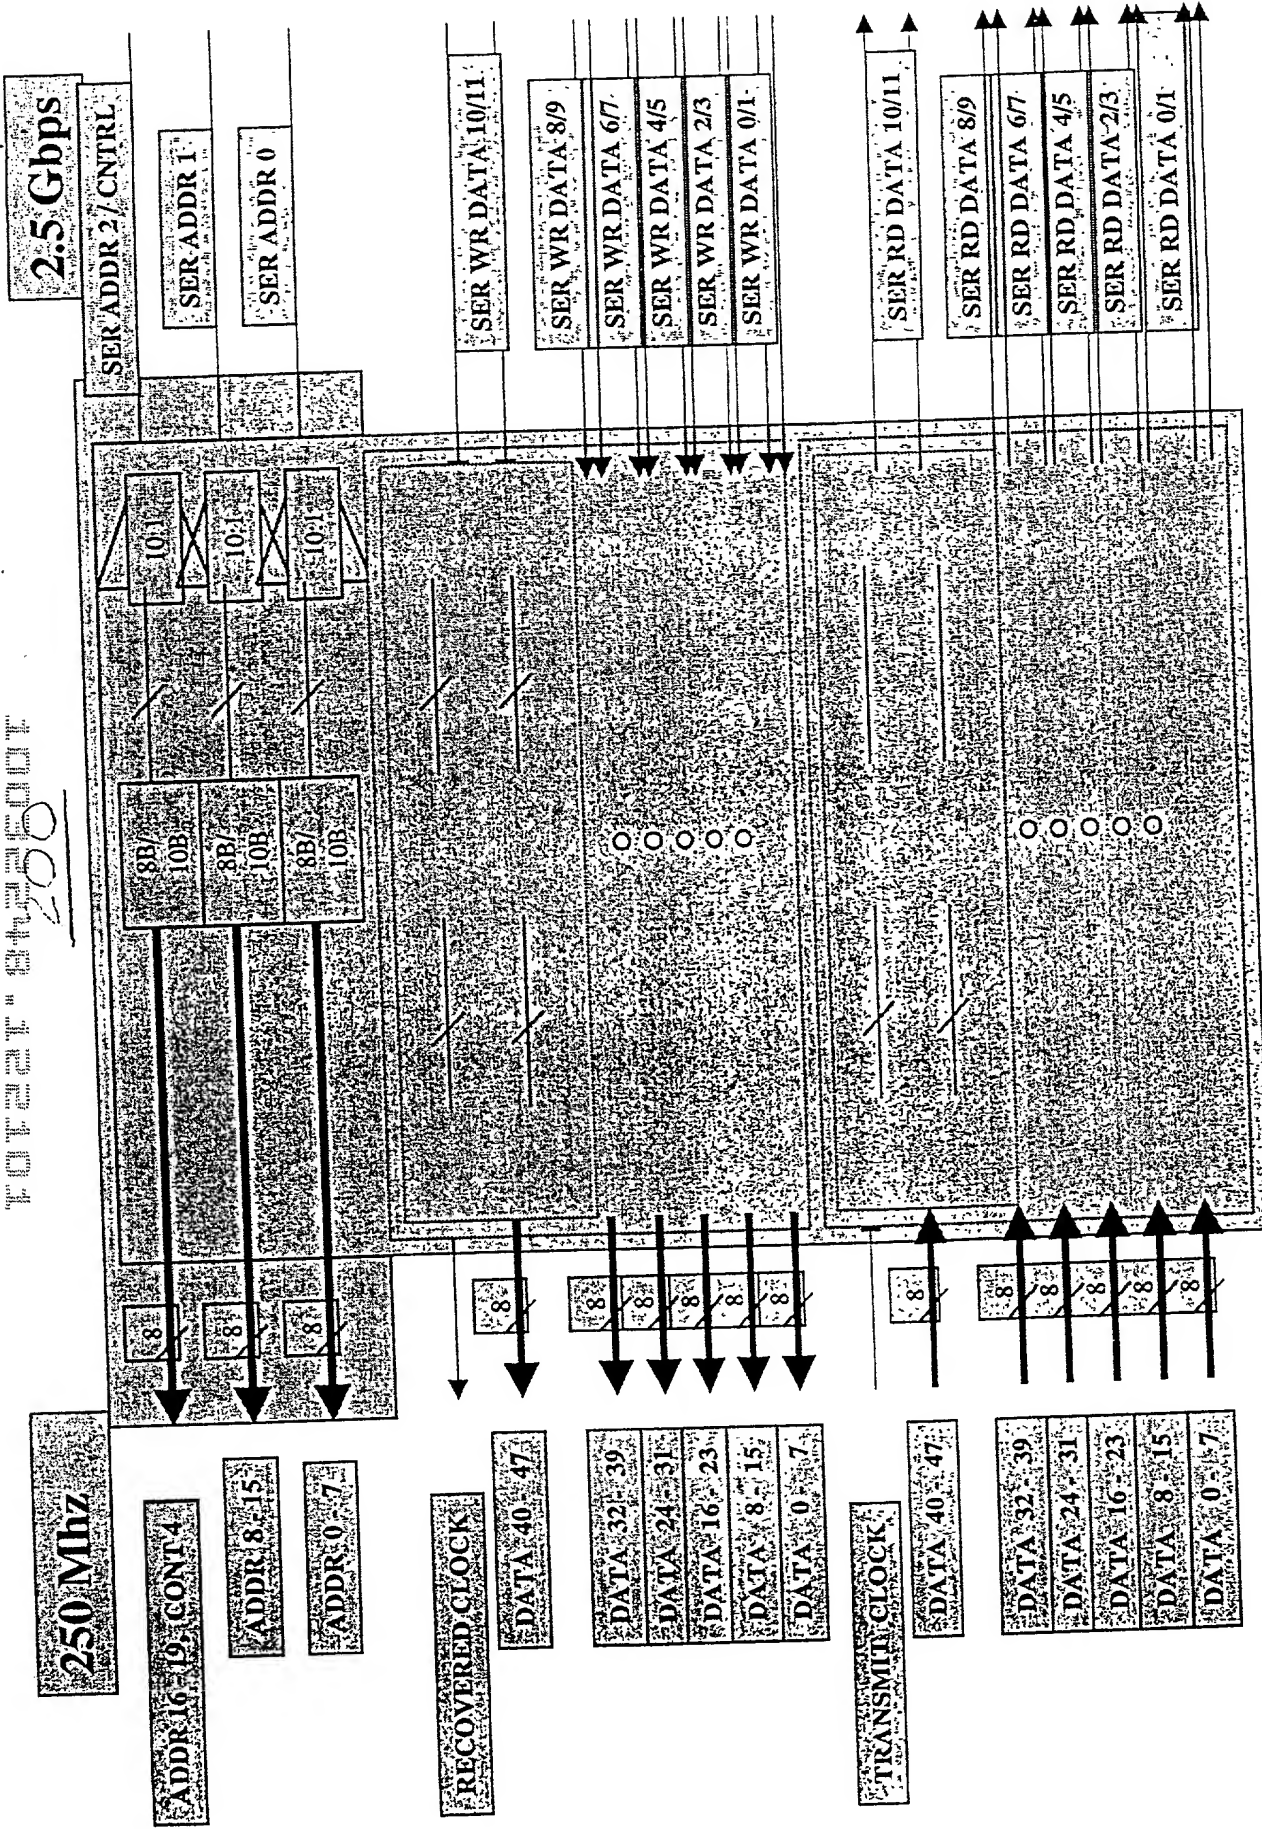 250 Mhz
2.5 Gbps
ADDR 16 - 19, CONT 4
ADDR 8 - 15
ADDR 0 - 7
8
8
8
8B/
10B
8B/
10B
8B/
10B
10:1
10:1
10:1
SER ADDR 2 / CNTRL
SER ADDR 1
SER ADDR 0
RECOVERED CLOCK
DATA 40 - 47
DATA 32 - 39
DATA 24 - 31
DATA 16 - 23
DATA 8 - 15
DATA 0 - 7
8
8
8
8
8
8
SER WR DATA 10/11
SER WR DATA 8/9
SER WR DATA 6/7
SER WR DATA 4/5
SER WR DATA 2/3
SER WR DATA 0/1
TRANSMIT CLOCK
DATA 40 - 47
DATA 32 - 39
DATA 24 - 31
DATA 16 - 23
DATA 8 - 15
DATA 0 - 7
8
8
8
8
8
8
SER RD DATA 10/11
SER RD DATA 8/9
SER RD DATA 6/7
SER RD DATA 4/5
SER RD DATA 2/3
SER RD DATA 0/1